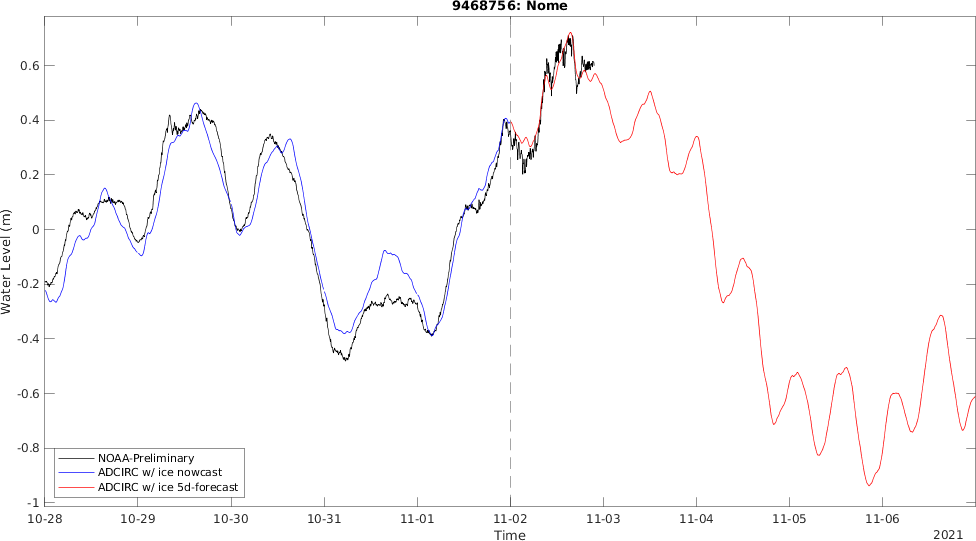 9468756: Nome
Water Level (m)
0.6
0.4
0.2
0
-0.2
-0.4
-0.6
-0.8
-1
NOAA-Preliminary
ADCIRC w/ ice nowcast
ADCIRC w/ ice 5d-forecast
10-28 10-29 10-30 10-31 11-01 11-02 11-03 11-04 11-05 11-06
Time
2021